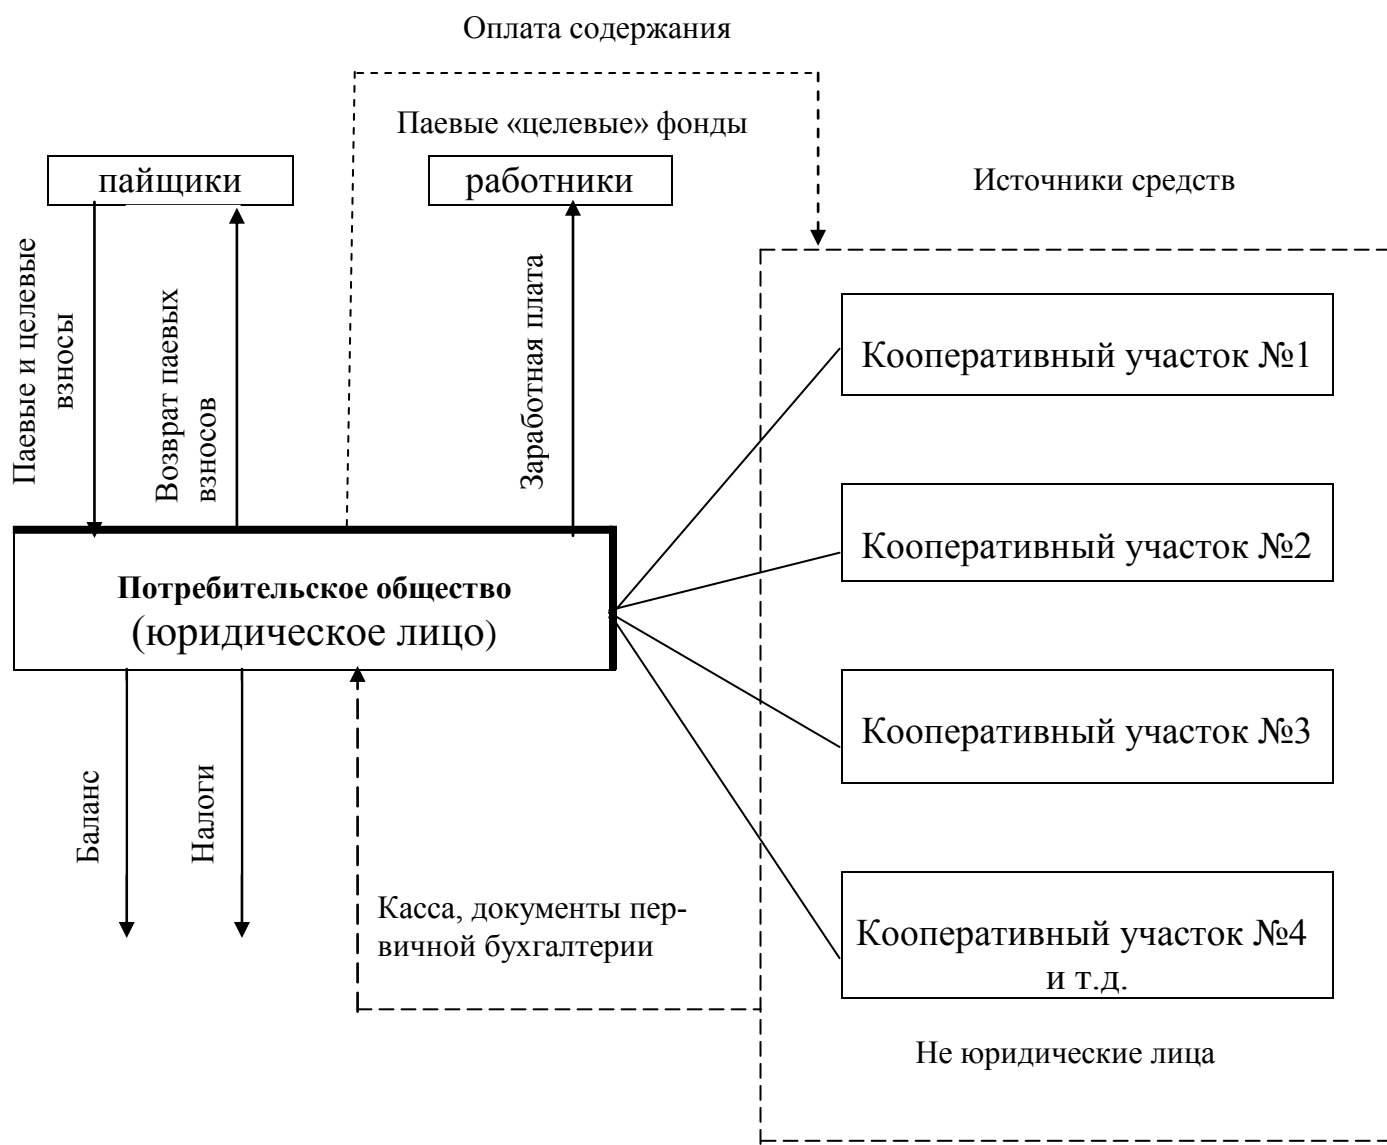 Оплата содержания
Паевые «целевые» фонды
пайщики
работники
Источники средств
Паевые и целевые
взносы
Возврат паевых
взносов
Заработная плата
Кооперативный участок №1
Кооперативный участок №2
Потребительское общество
(юридическое лицо)
Кооперативный участок №3
Баланс
Налоги
Касса, документы пер-
вичной бухгалтерии
Кооперативный участок №4
и т.д.
Не юридические лица